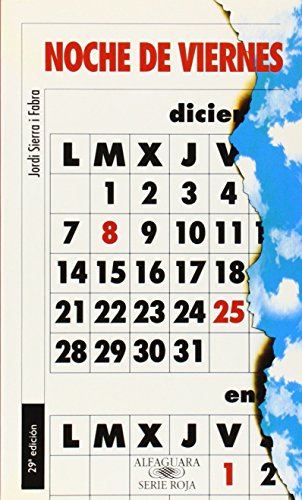 NOCHE DE VIERNES
Jordi Sierra i Fabra
dicie
L M X J V
1 2 3 4
7 8 9 10 11
14 15 16 17 18
21 22 23 24 25
28 29 30 31
en
L M X J V
1
29ª edición
ALFAGUARA
SERIE ROJA